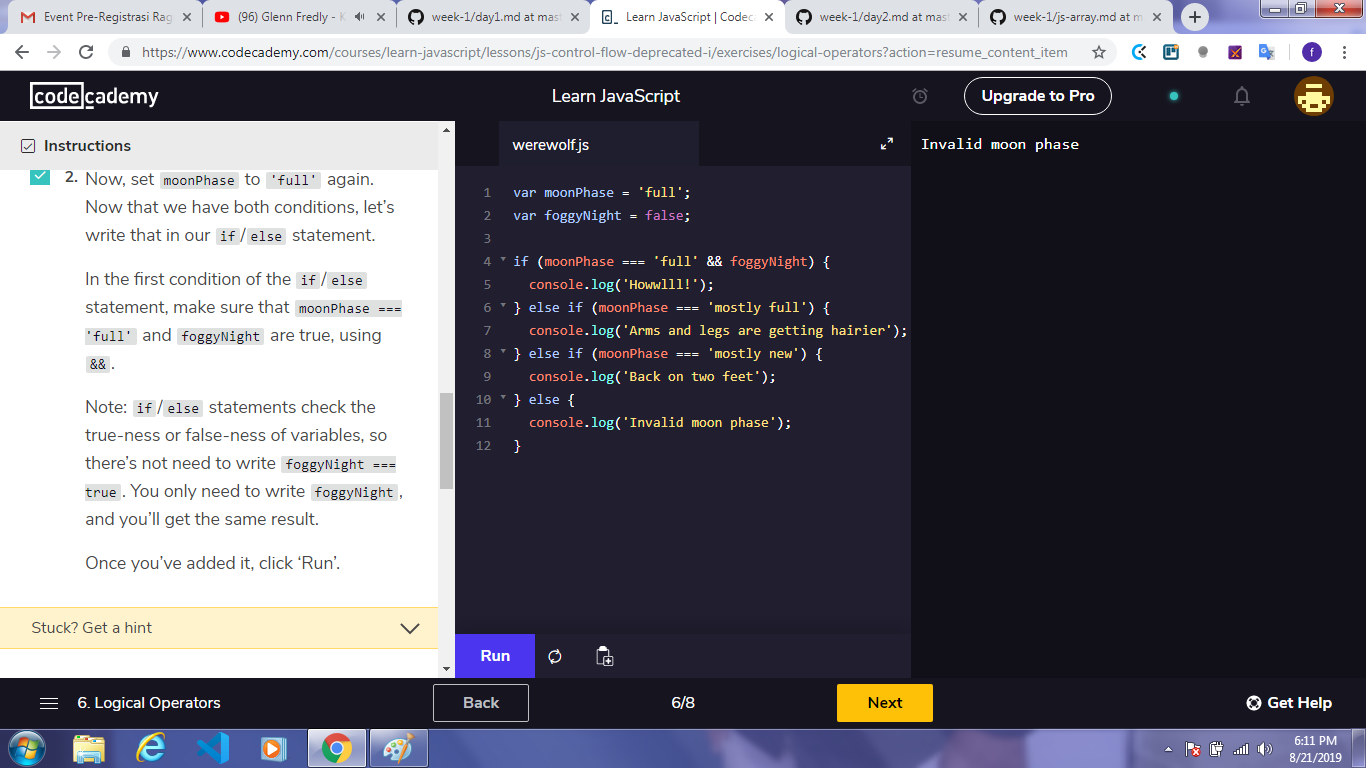 Event Pre-Registrasi Rag
(96) Glenn Fredly - K
week-1/day1.md at mast
Learn JavaScript | Codec
week-1/day2.md at mast
week-1/js-array.md at m
https://www.codecademy.com/courses/learn-javascript/lessons/js-control-flow-deprecated-i/exercises/logical-operators?action=resume_content_item
f
codecademy
Learn JavaScript
Upgrade to Pro
Instructions
2. Now, set moonPhase to 'full' again.
Now that we have both conditions, let's
write that in our if/else statement.
In the first condition of the if/else
statement, make sure that moonPhase ===
'full' and foggyNight are true, using
&&.
Note: if/else statements check the
true-ness or false-ness of variables, so
there's not need to write foggyNight ===
true. You only need to write foggyNight,
and you'll get the same result.
Once you've added it, click ‘Run’.
Stuck? Get a hint
werewolf.js
1 var moonPhase = 'full';
2 var foggyNight = false;
3
4 if (moonPhase === 'full' && foggyNight) {
5 console.log('Howwlll!');
6 } else if (moonPhase === 'mostly full') {
7 console.log('Arms and legs are getting hairier');
8 } else if (moonPhase === 'mostly new') {
9 console.log('Back on two feet');
10 } else {
11 console.log('Invalid moon phase');
12 }
Run
Invalid moon phase
6. Logical Operators
Back
6/8
Next
Get Help
6:11 PM
8/21/2019